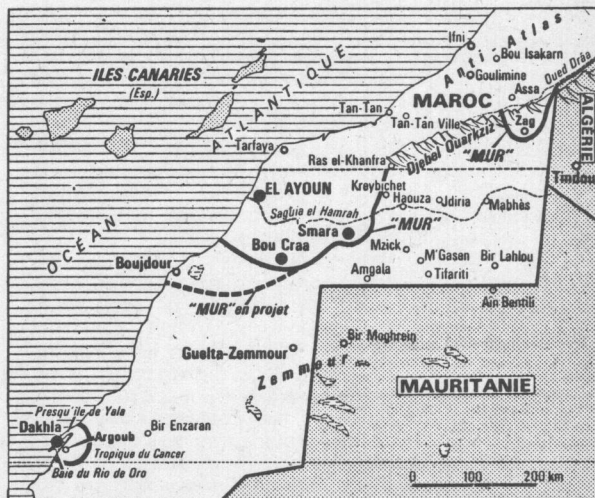 Ifni
Anti-Atlas
Bou Isakarn
ILES CANARIES
(Esp.)
Goulimine
Oued Drâa
Assa
ATLANTIQUE
MAROC
Tan-Tan
Tan-Tan Ville
Zag
ALGÉRIE
Tarfaya
Djebel Ouarkziz
"MUR"
Ras el-Khanfra
Tindouf
Kreybichet
EL AYOUN
Haouza
Jdiria
Mabhès
Saguia el Hamrah
"MUR"
Smara
OCÉAN
Bou Craa
Mzick
M'Gasan
Bir Lahlou
Boujdour
Amgala
Tifariti
"MUR" en projet
Aïn Bentili
Bir Moghrein
Guelta-Zemmour
Zemmour
MAURITANIE
Presqu'île de Yala
Dakhla
Argoub
Bir Enzaran
Tropique du Cancer
Baie du Rio de Oro
0 100 200 km